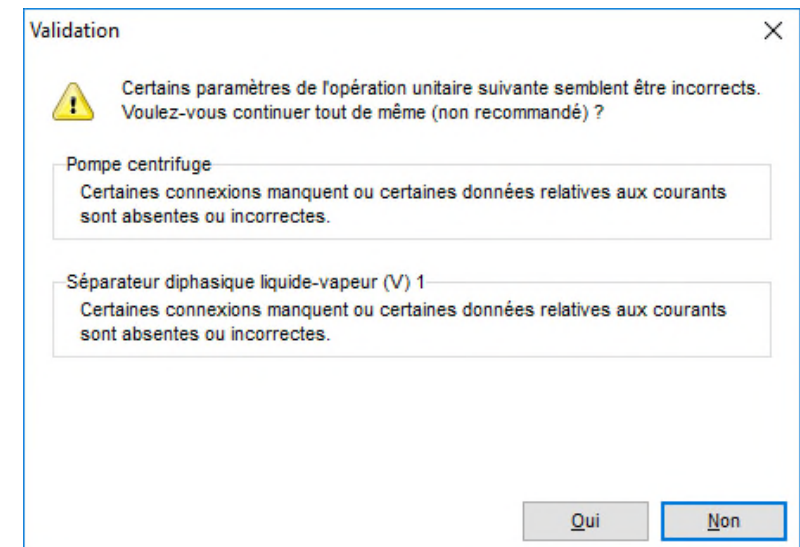 Validation
Certains paramètres de l'opération unitaire suivante semblent être incorrects.
Voulez-vous continuer tout de même (non recommandé) ?
Pompe centrifuge
Certaines connexions manquent ou certaines données relatives aux courants
sont absentes ou incorrectes.
Séparateur diphasique liquide-vapeur (V) 1
Certaines connexions manquent ou certaines données relatives aux courants
sont absentes ou incorrectes.
Oui
Non